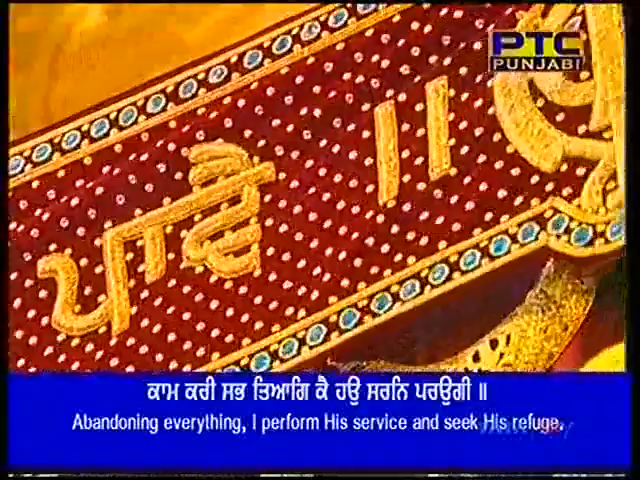 PTC
PUNJABI
ਪਾਵੈ ॥
ਕਾਮ ਕਰੀ ਸਭ ਤਿਆਗਿ ਕੈ ਹਉ ਸਰਨਿ ਪਰਉਗੀ ॥
Abandoning everything, I perform His service and seek His refuge.